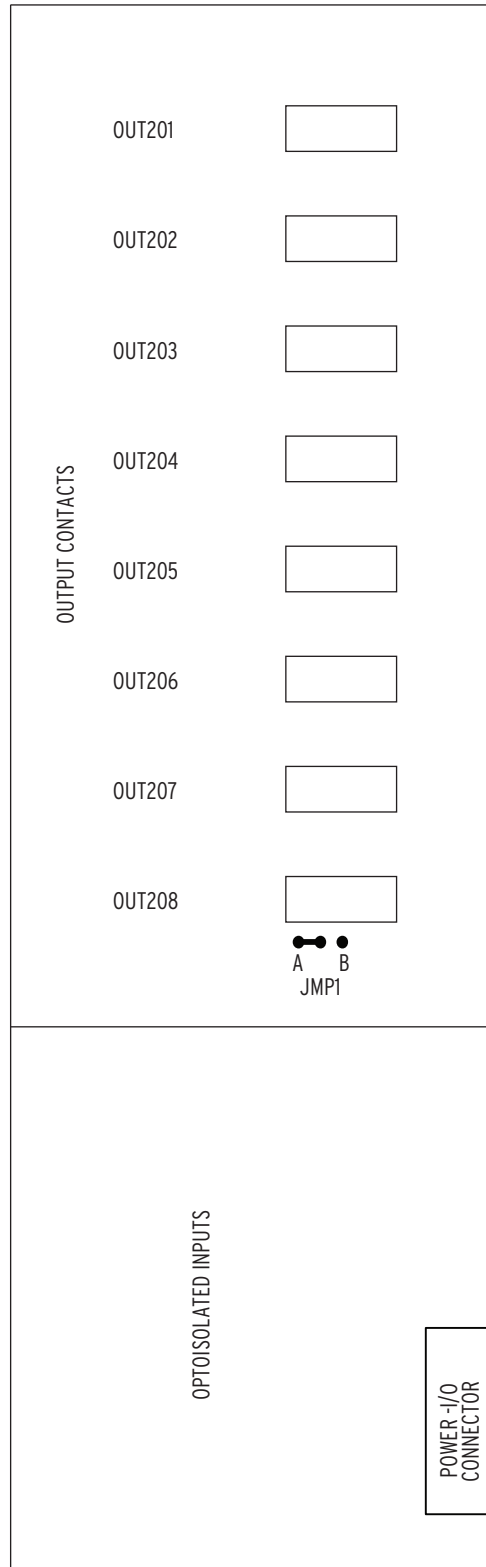 OUT201
OUT202
OUT203
OUT204
OUTPUT CONTACTS
OUT205
OUT206
OUT207
OUT208
A B
JMP1
OPTOISOLATED INPUTS
POWER -I/O
CONNECTOR